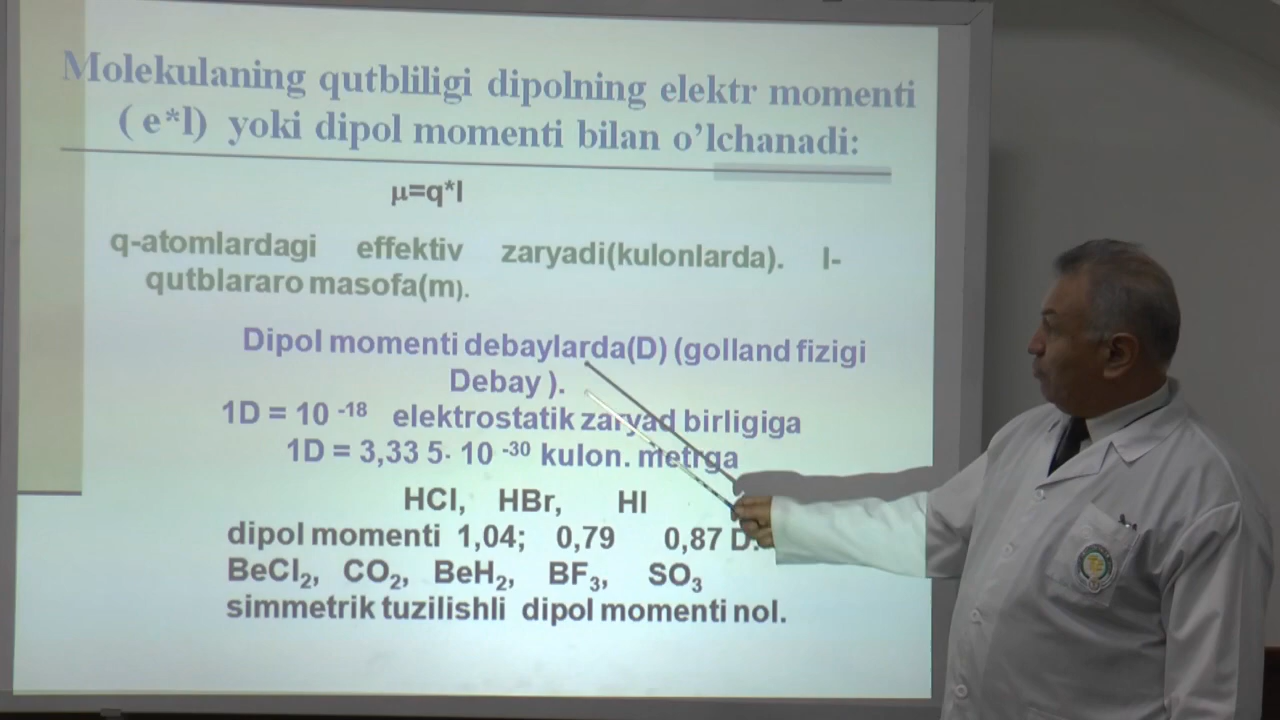 Molekulaning qutbliligi dipolning elektr momenti
( e*l) yoki dipol momenti bilan o’lchanadi:
µ=q*l
q-atomlardagi effektiv zaryadi(kulonlarda). l-
qutblararo masofa(m).
Dipol momenti debaylarda(D) (golland fizigi
Debay ).
1D = 10 -18 elektrostatik zaryad birligiga
1D = 3,33 5· 10 -30 kulon. metrga
HCl, HBr, HI
dipol momenti 1,04; 0,79 0,87 D.
BeCl₂, CO₂, BeH₂, BF₃, SO₃
simmetrik tuzilishli dipol momenti nol.